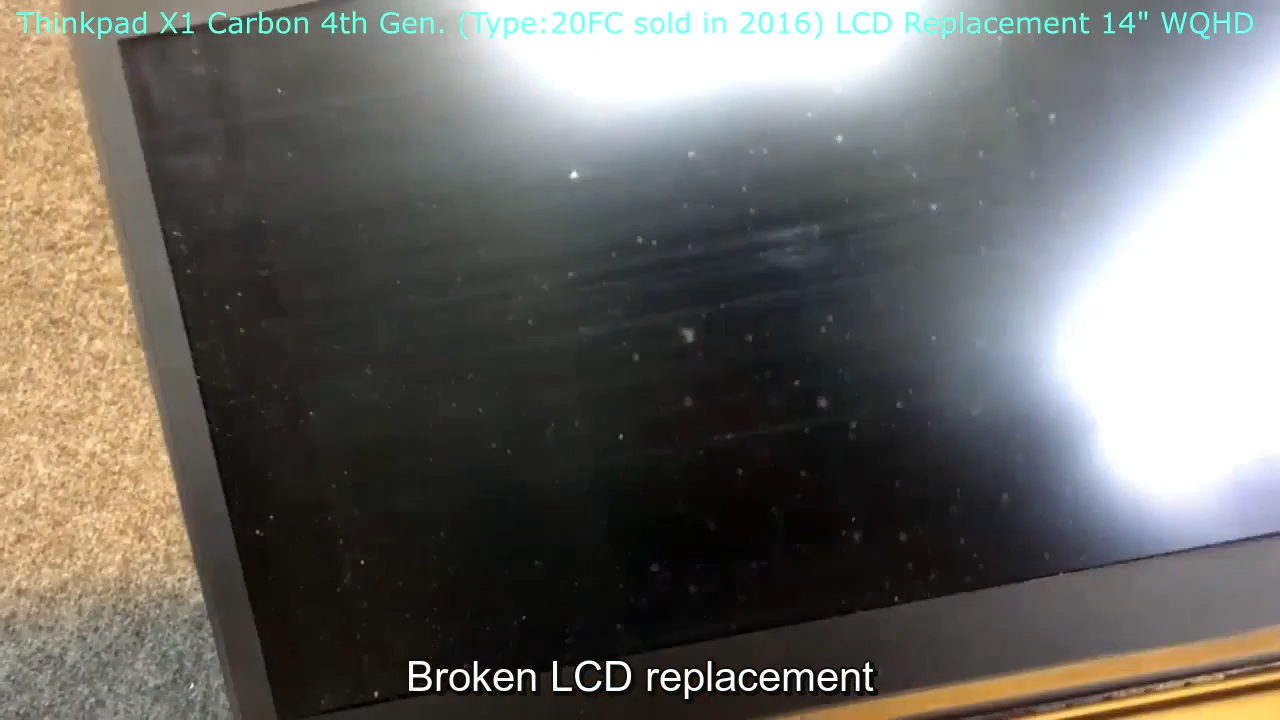 Thinkpad X1 Carbon 4th Gen. (Type:20FC sold in 2016) LCD Replacement 14" WQHD
Broken LCD replacement